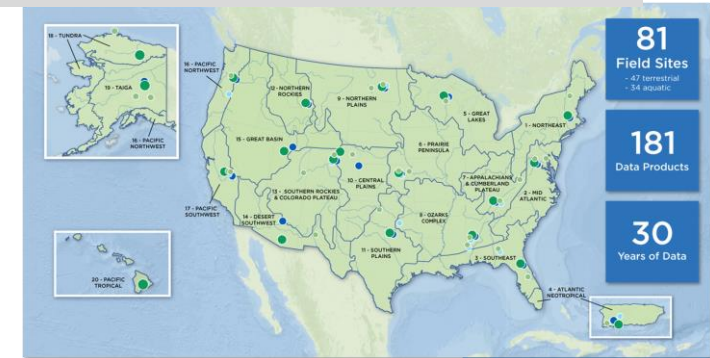 18 - TUNDRA
19 - TAIGA
16 - PACIFIC
NORTHWEST
20 - PACIFIC
TROPICAL
16 - PACIFIC
NORTHWEST
12 - NORTHERN
ROCKIES
9 - NORTHERN
PLAINS
5 - GREAT
LAKES
1 - NORTHEAST
15 - GREAT BASIN
6 - PRAIRIE
PENINSULA
10 - CENTRAL
PLAINS
7 - APPALACHIANS
& CUMBERLAND
PLATEAU
2 - MID
ATLANTIC
13 - SOUTHERN ROCKIES
& COLORADO PLATEAU
17 - PACIFIC
SOUTHWEST
14 - DESERT
SOUTHWEST
8 - OZARKS
COMPLEX
11 - SOUTHERN
PLAINS
3 - SOUTHEAST
4 - ATLANTIC
NEOTROPICAL
81
Field Sites
- 47 terrestrial
- 34 aquatic
181
Data Products
30
Years of Data